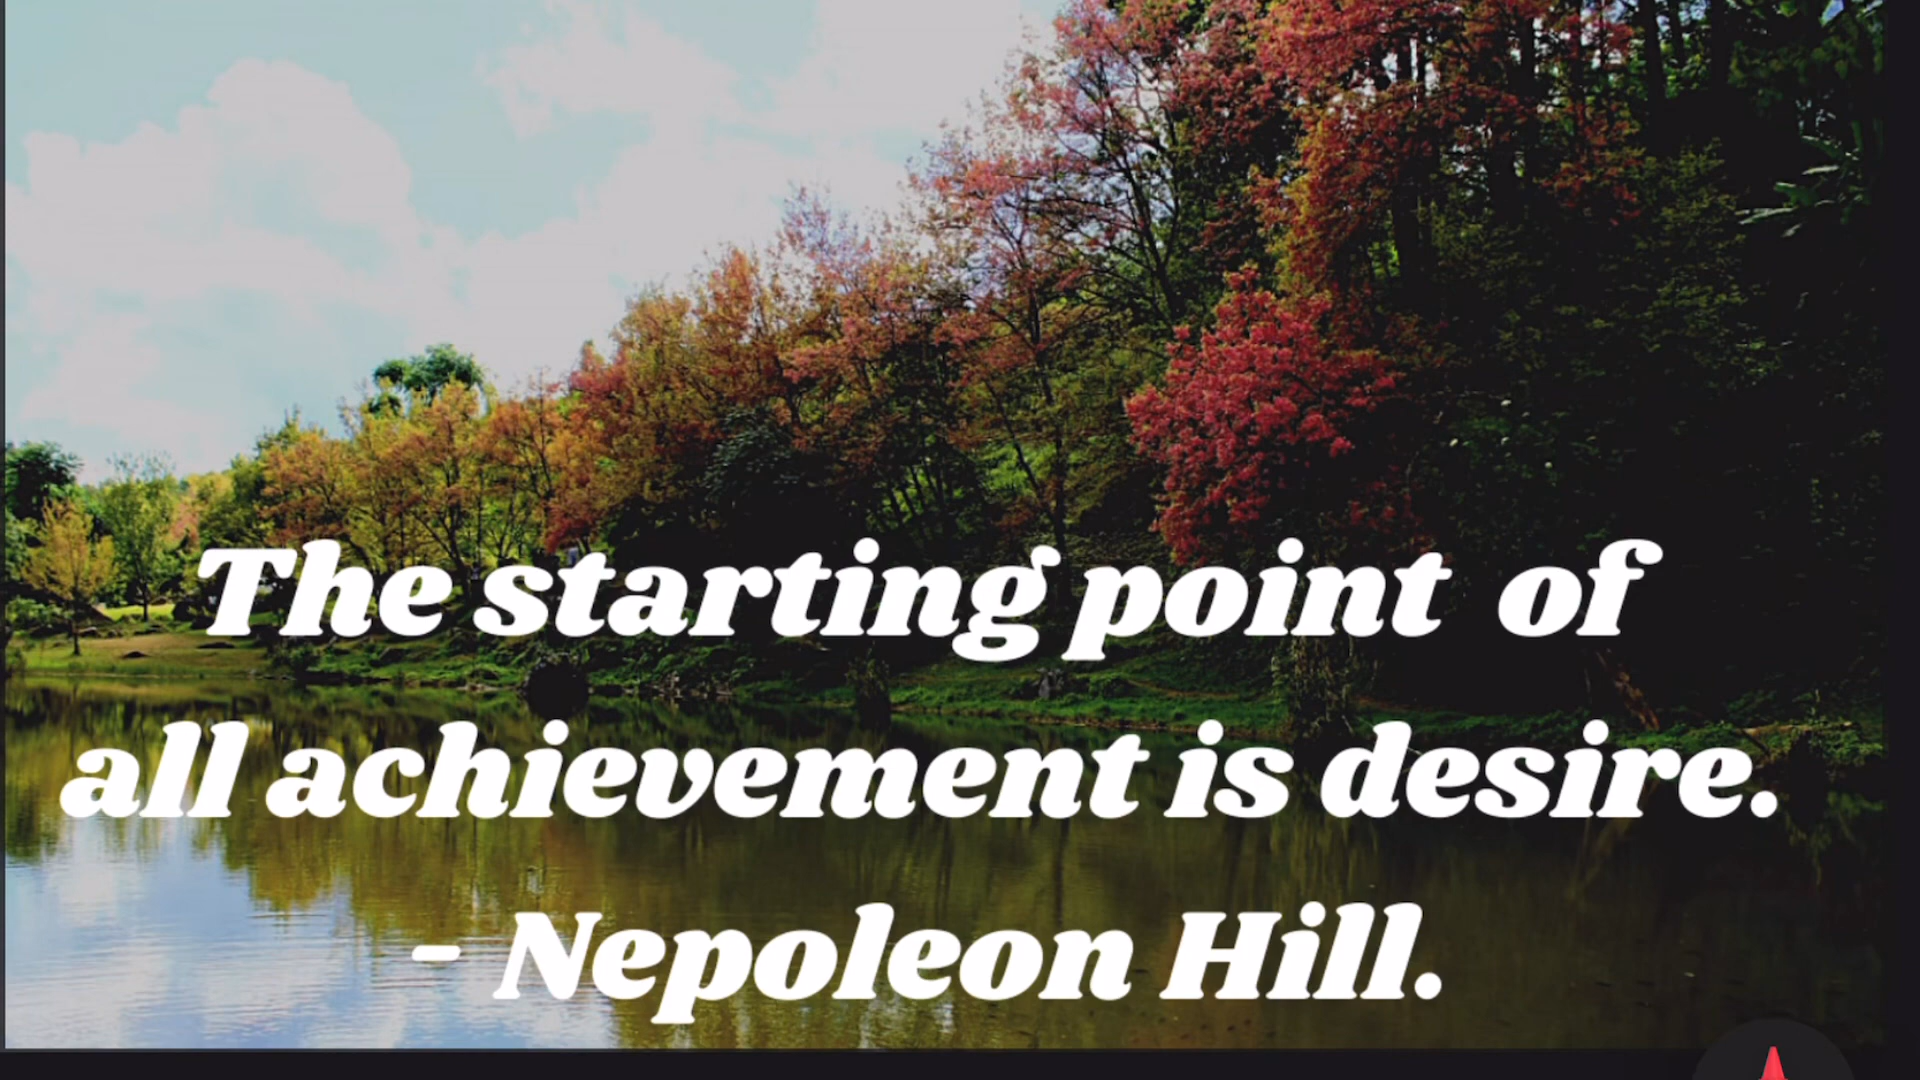 The starting point of
all achievement is desire.
- Nepoleon Hill.